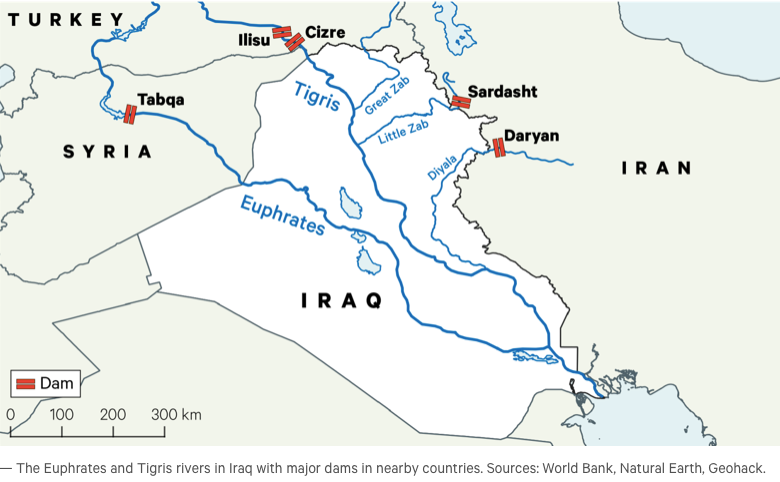 TURKEY
Ilisu
Cizre
Tabqa
Tigris
Great Zab
Sardasht
Little Zab
Daryan
SYRIA
Diyala
IRAN
Euphrates
IRAQ
Dam
0 100 200 300 km
— The Euphrates and Tigris rivers in Iraq with major dams in nearby countries. Sources: World Bank, Natural Earth, Geohack.